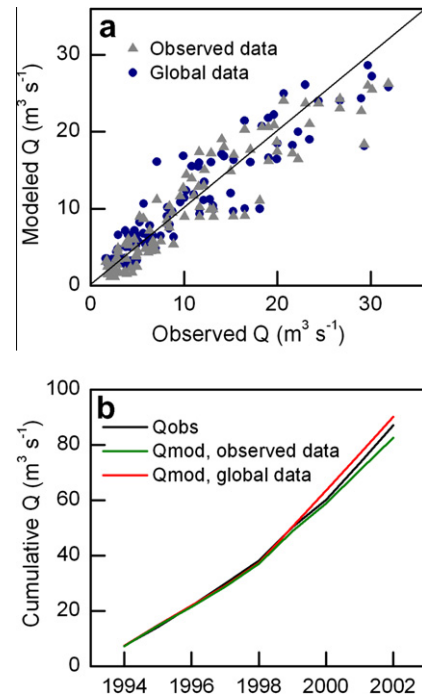 a
Observed data
Global data
Modeled Q (m³ s⁻¹)
30
20
10
0
0 10 20 30
Observed Q (m³ s⁻¹)
b
Qobs
Qmod, observed data
Qmod, global data
Cumulative Q (m³ s⁻¹)
100
80
60
40
20
0
1994 1996 1998 2000 2002